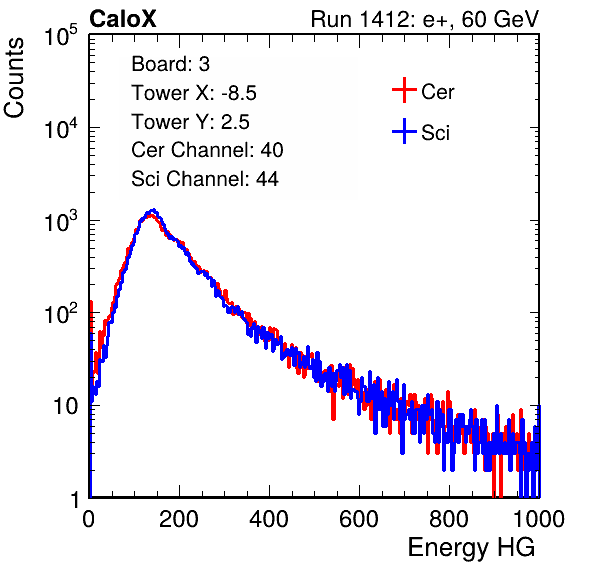 CaloX
Run 1412: e+, 60 GeV
Counts
Board: 3
Tower X: -8.5
Tower Y: 2.5
Cer Channel: 40
Sci Channel: 44
Cer
Sci
10^5
10^4
10^3
10^2
10
1
0 200 400 600 800 1000
Energy HG